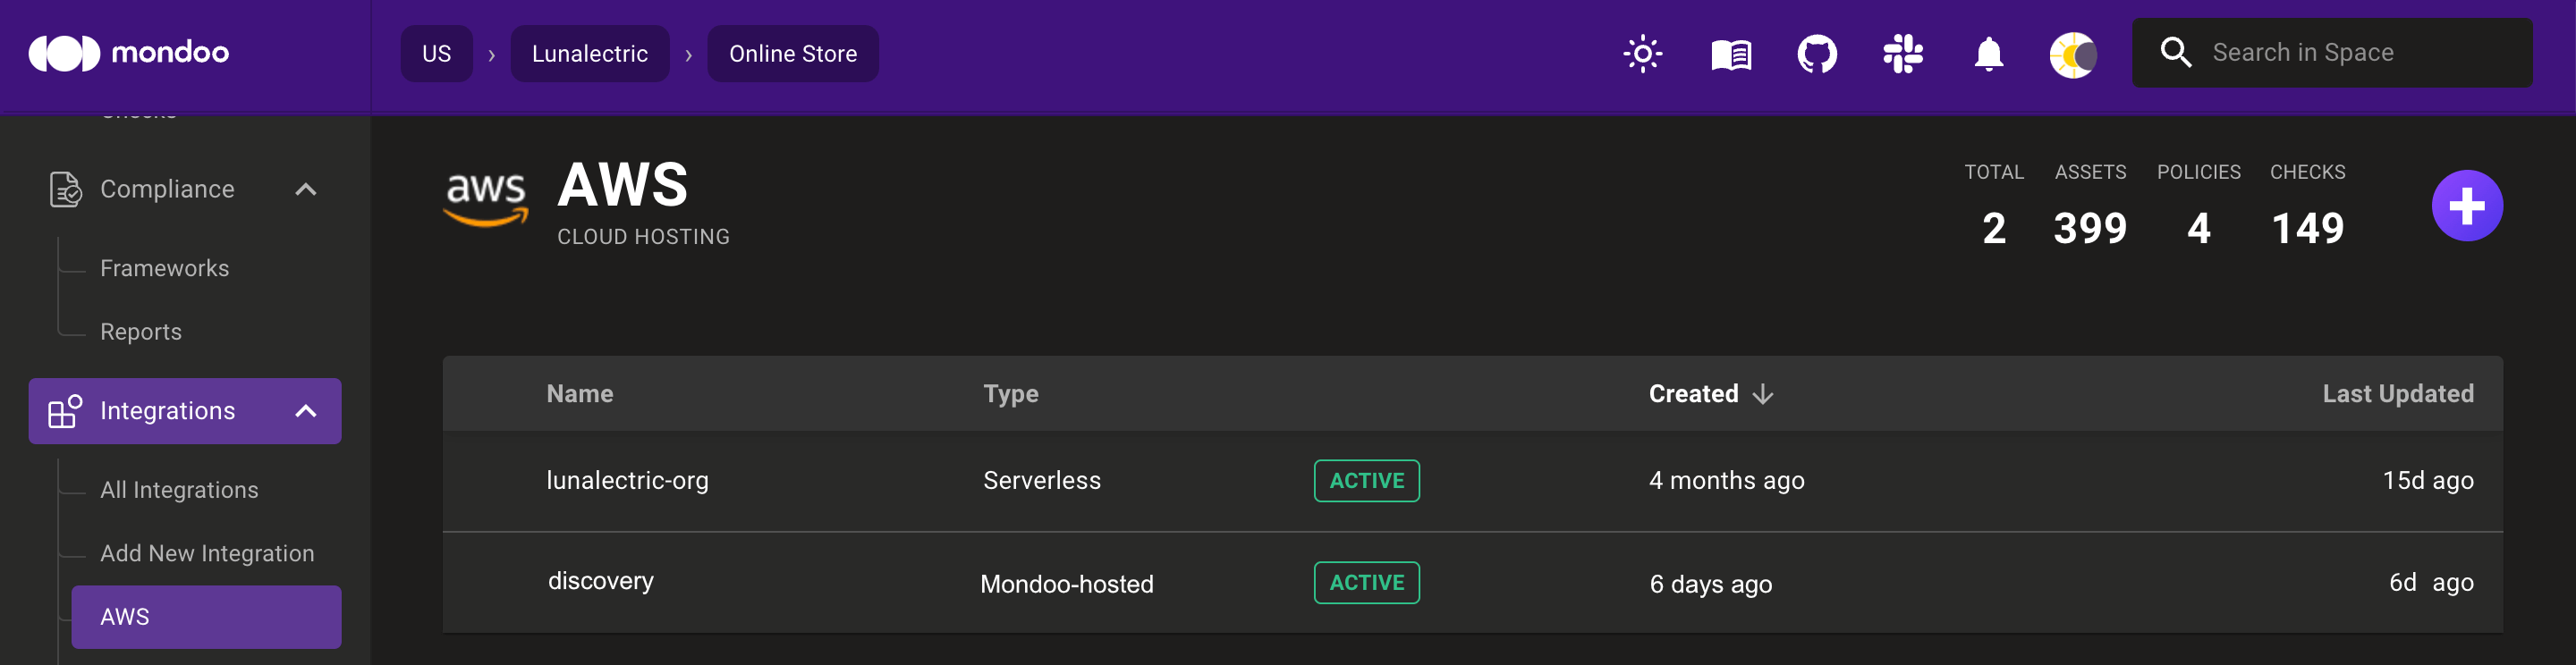 mondoo
US › Lunalectric › Online Store
Search in Space
Checks
Compliance
Frameworks
Reports
Integrations
All Integrations
Add New Integration
AWS
aws
AWS
CLOUD HOSTING
TOTAL ASSETS POLICIES CHECKS
2 399 4 149
Name Type Created Last Updated
lunalectric-org Serverless ACTIVE 4 months ago 15d ago
discovery Mondoo-hosted ACTIVE 6 days ago 6d ago